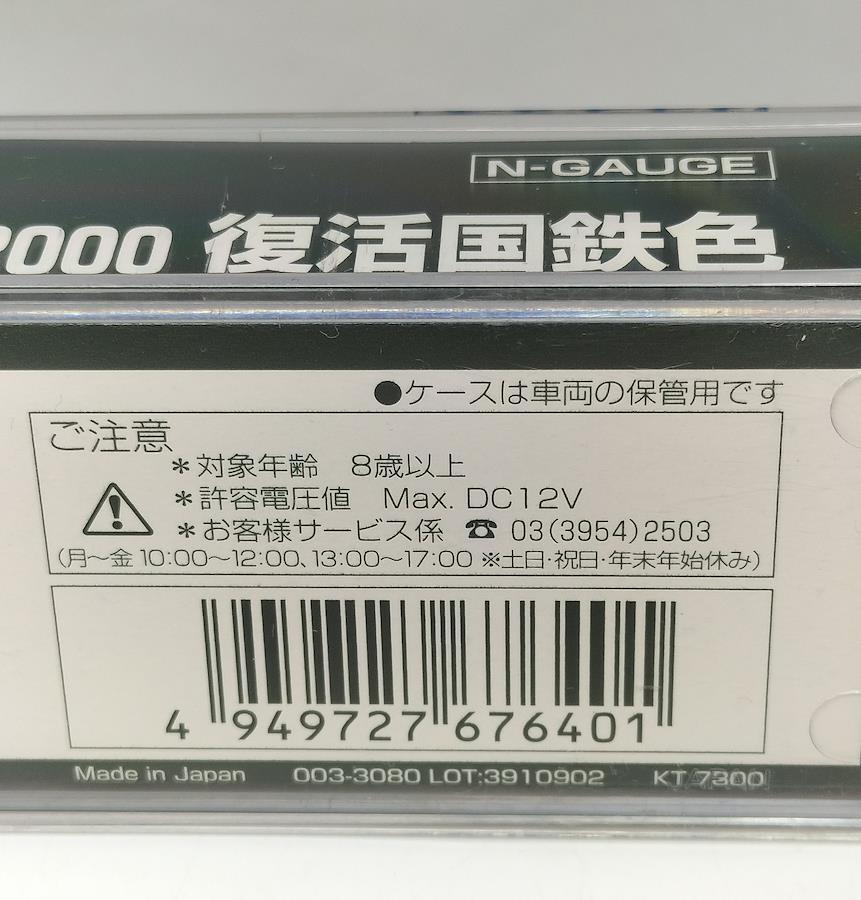 N-GAUGE
2000 復活国鉄色
●ケースは車両の保管用です
ご注意
＊対象年齢　8歳以上
＊許容電圧値　Max. DC12V
＊お客様サービス係 ☎ 03(3954)2503
(月〜金 10:00〜12:00、13:00〜17:00 ※土日・祝日・年末年始休み)
4 949727 676401
Made in Japan 003-3080 LOT:3910902 KT 7300